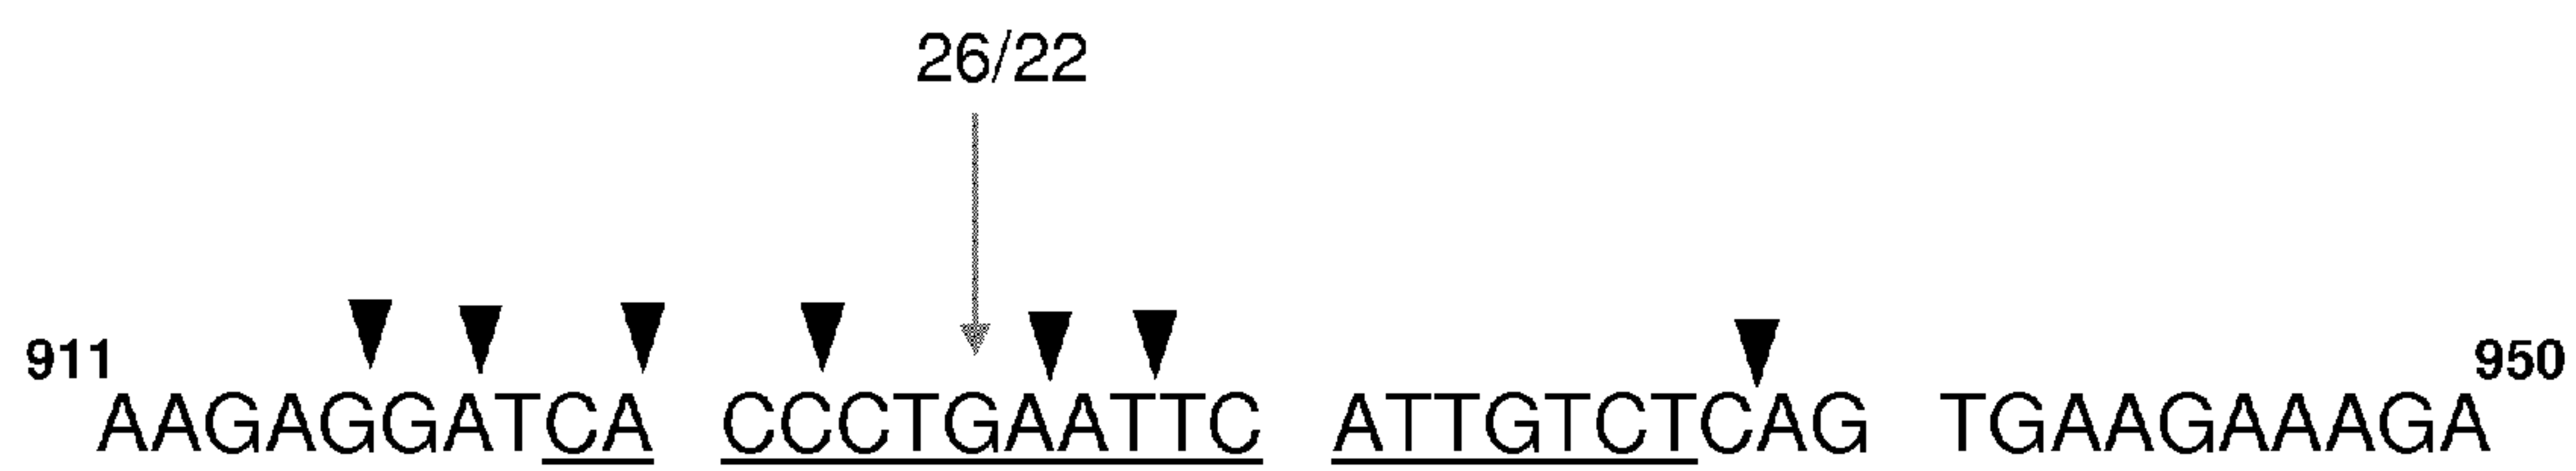 26/22
911 950
AAGAGGATCA CCCTGAATTC ATTGTCTCAG TGAAGAAAGA